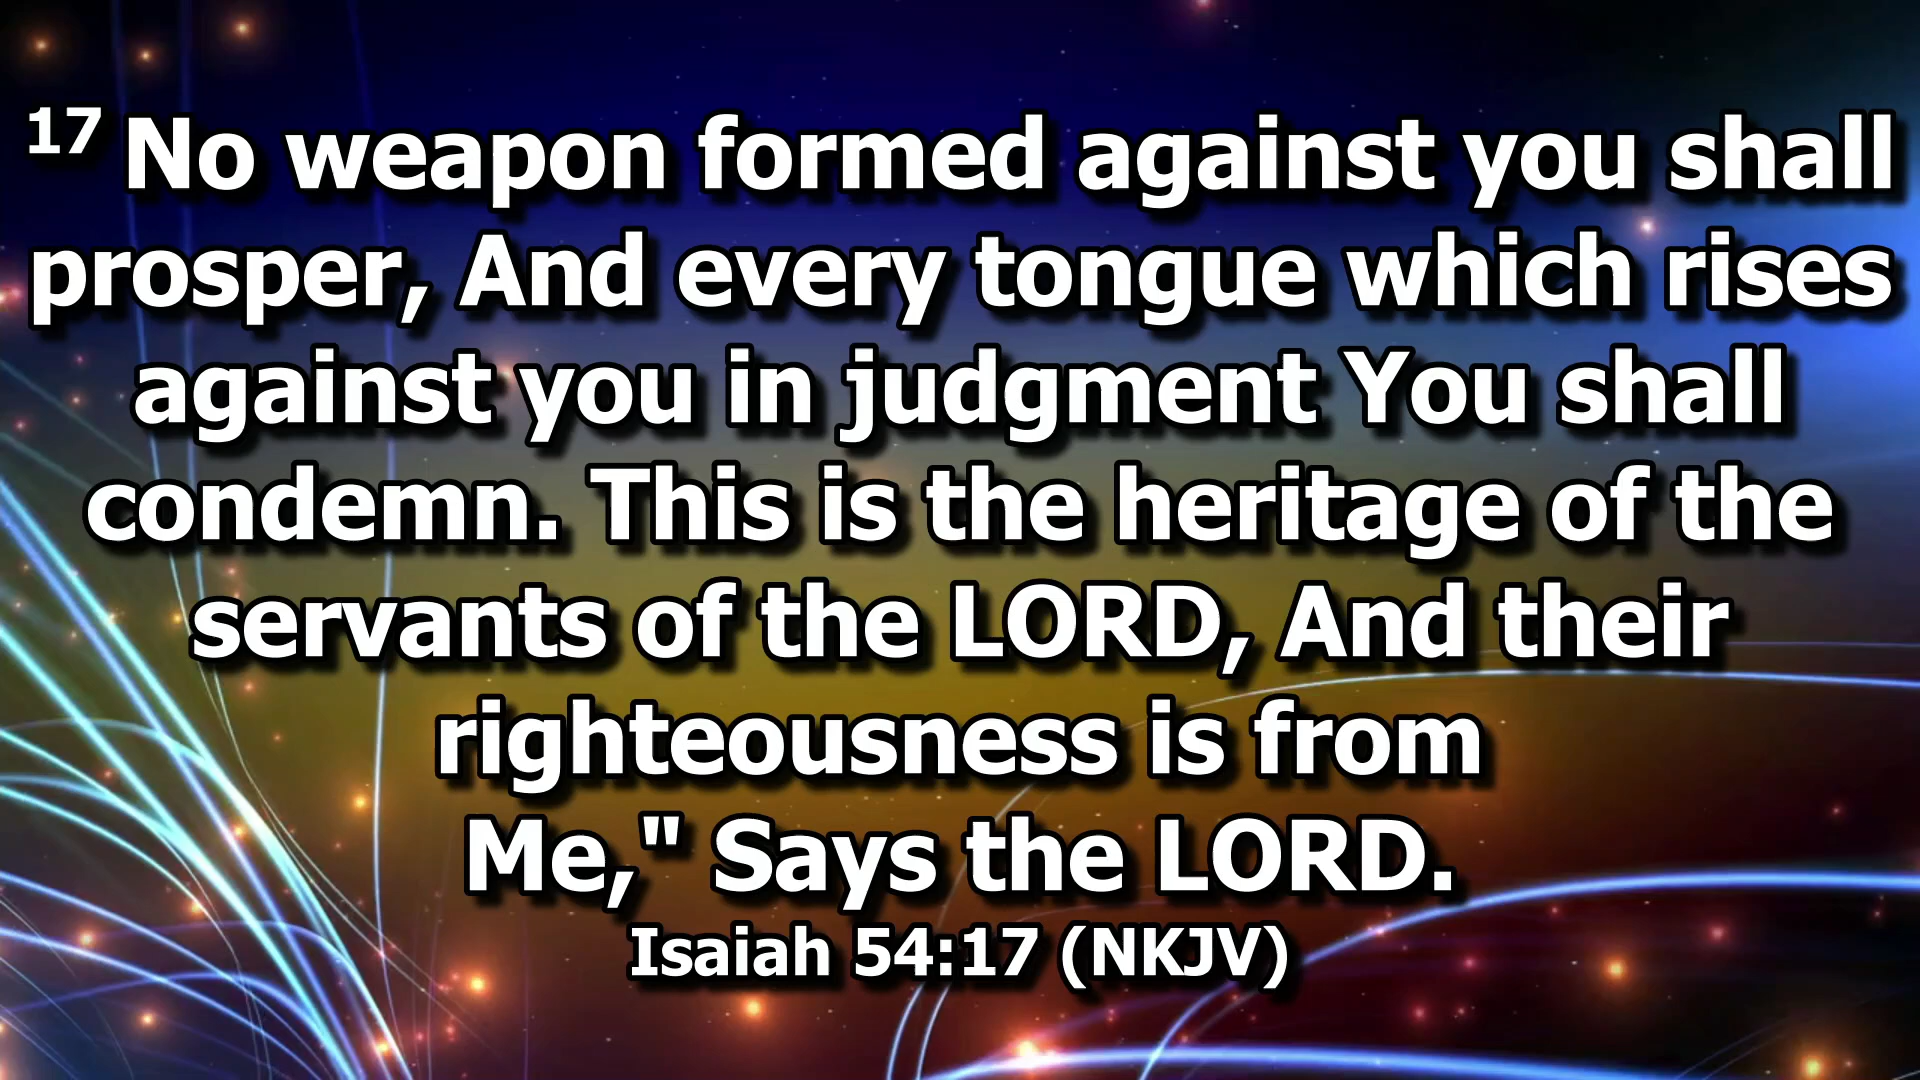 17 No weapon formed against you shall
prosper, And every tongue which rises
against you in judgment You shall
condemn. This is the heritage of the
servants of the LORD, And their
righteousness is from
Me," Says the LORD.
Isaiah 54:17 (NKJV)